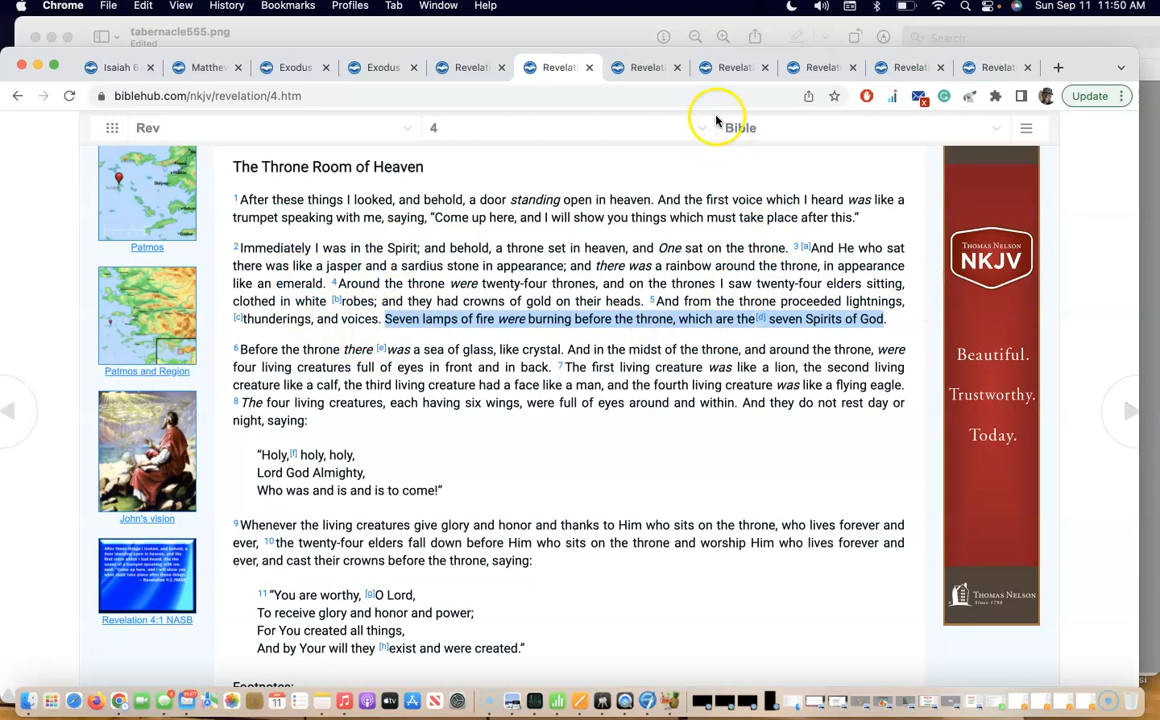 Chrome File Edit View History Bookmarks Profiles Tab Window Help Sun Sep 11 11:50 AM
tabernacle555.png
Edited
Search
Isaiah 6 Matthew Exodus Exodus Revelati Revelati Revelati Revelati Revelati Revelati Revelati
biblehub.com/nkjv/revelation/4.htm Update
Rev 4 Bible
The Throne Room of Heaven
1 After these things I looked, and behold, a door standing open in heaven. And the first voice which I heard was like a
trumpet speaking with me, saying, “Come up here, and I will show you things which must take place after this.”
2 Immediately I was in the Spirit; and behold, a throne set in heaven, and One sat on the throne. 3 [a]And He who sat
there was like a jasper and a sardius stone in appearance; and there was a rainbow around the throne, in appearance
like an emerald. 4 Around the throne were twenty-four thrones, and on the thrones I saw twenty-four elders sitting,
clothed in white [b]robes; and they had crowns of gold on their heads. 5 And from the throne proceeded lightnings,
[c]thunderings, and voices. Seven lamps of fire were burning before the throne, which are the[d] seven Spirits of God.
6 Before the throne there [e]was a sea of glass, like crystal. And in the midst of the throne, and around the throne, were
four living creatures full of eyes in front and in back. 7 The first living creature was like a lion, the second living
creature like a calf, the third living creature had a face like a man, and the fourth living creature was like a flying eagle.
8 The four living creatures, each having six wings, were full of eyes around and within. And they do not rest day or
night, saying:
“Holy,[f] holy, holy,
Lord God Almighty,
Who was and is and is to come!”
9 Whenever the living creatures give glory and honor and thanks to Him who sits on the throne, who lives forever and
ever, 10 the twenty-four elders fall down before Him who sits on the throne and worship Him who lives forever and
ever, and cast their crowns before the throne, saying:
11 “You are worthy, [g]O Lord,
To receive glory and honor and power;
For You created all things,
And by Your will they [h]exist and were created.”
Footnotes:
Patmos
Patmos and Region
John's vision
Revelation 4:1 NASB
THOMAS NELSON
NKJV
Beautiful.
Trustworthy.
Today.
THOMAS NELSON
Since 1798